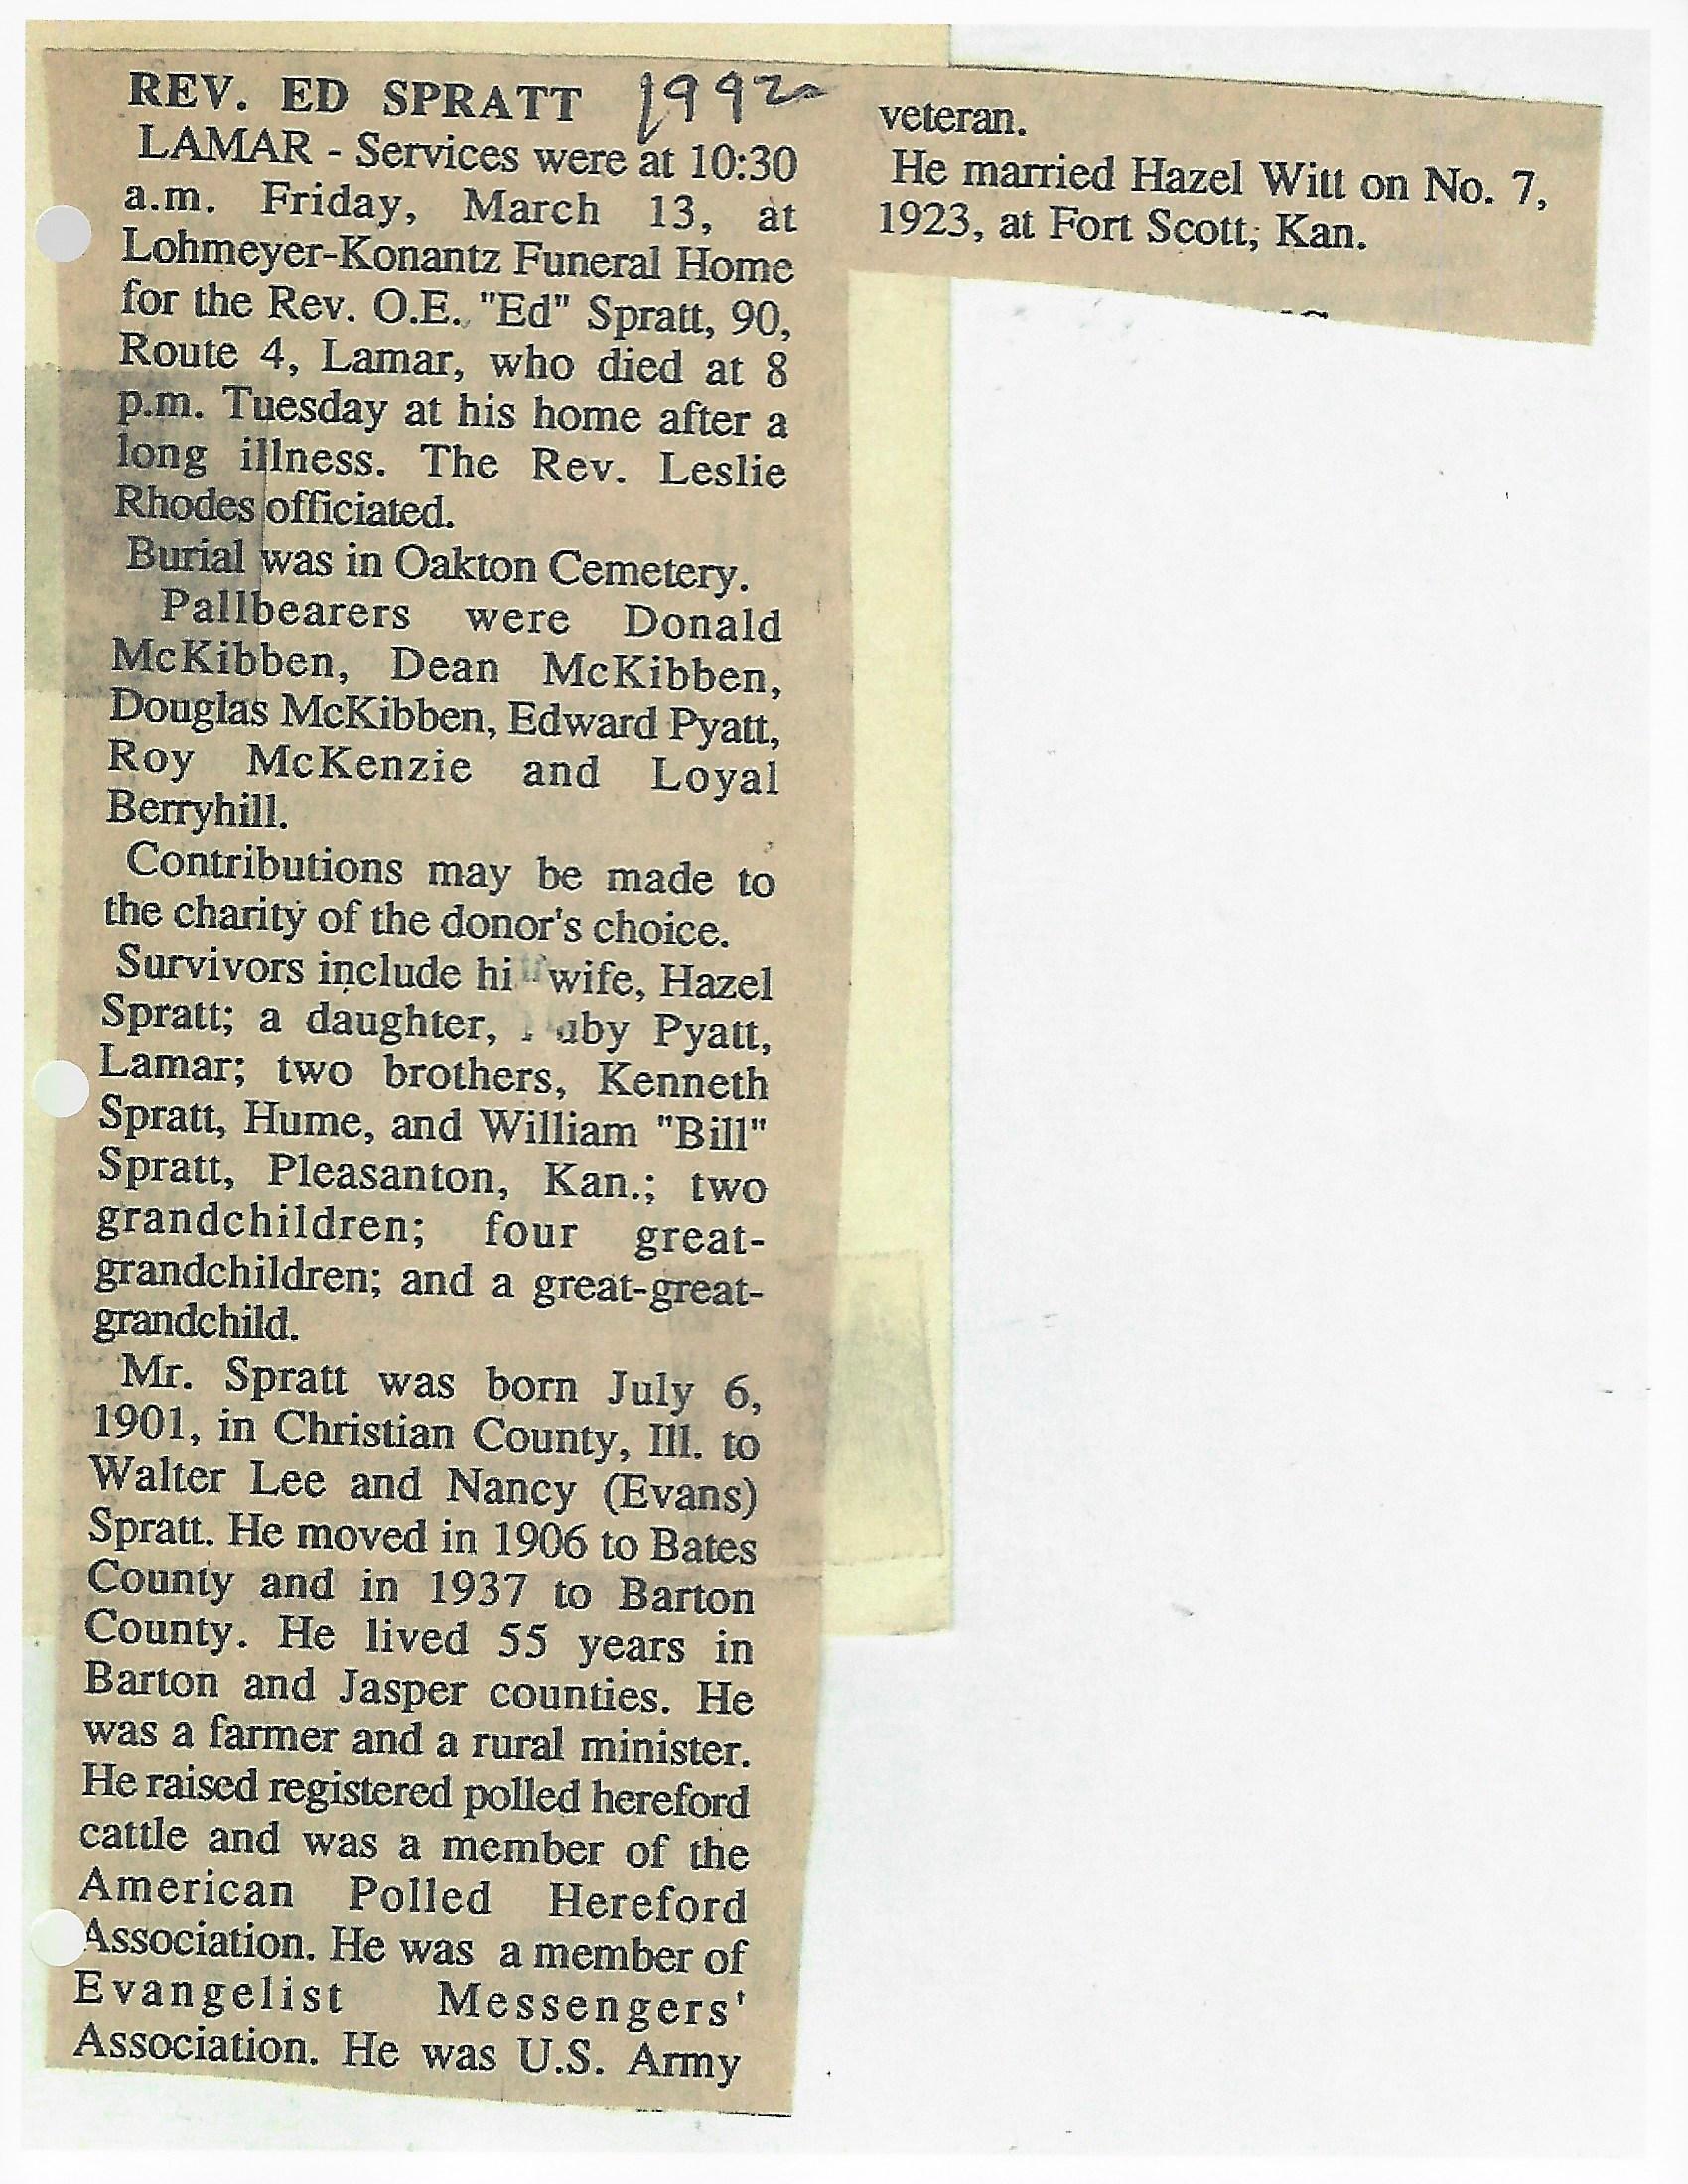 REV. ED SPRATT 1992
LAMAR - Services were at 10:30
a.m. Friday, March 13, at
Lohmeyer-Konantz Funeral Home
for the Rev. O.E. "Ed" Spratt, 90,
Route 4, Lamar, who died at 8
p.m. Tuesday at his home after a
long illness. The Rev. Leslie
Rhodes officiated.
Burial was in Oakton Cemetery.
Pallbearers were Donald
McKibben, Dean McKibben,
Douglas McKibben, Edward Pyatt,
Roy McKenzie and Loyal
Berryhill.
Contributions may be made to
the charity of the donor's choice.
Survivors include hi wife, Hazel
Spratt; a daughter, Pyatt,
Lamar; two brothers, Kenneth
Spratt, Hume, and William "Bill"
Spratt, Pleasanton, Kan.; two
grandchildren; four great-
grandchildren; and a great-great-
grandchild.
Mr. Spratt was born July 6,
1901, in Christian County, Ill. to
Walter Lee and Nancy (Evans)
Spratt. He moved in 1906 to Bates
County and in 1937 to Barton
County. He lived 55 years in
Barton and Jasper counties. He
was a farmer and a rural minister.
He raised registered polled hereford
cattle and was a member of the
American Polled Hereford
Association. He was a member of
Evangelist Messengers'
Association. He was U.S. Army
veteran.
He married Hazel Witt on No. 7,
1923, at Fort Scott, Kan.